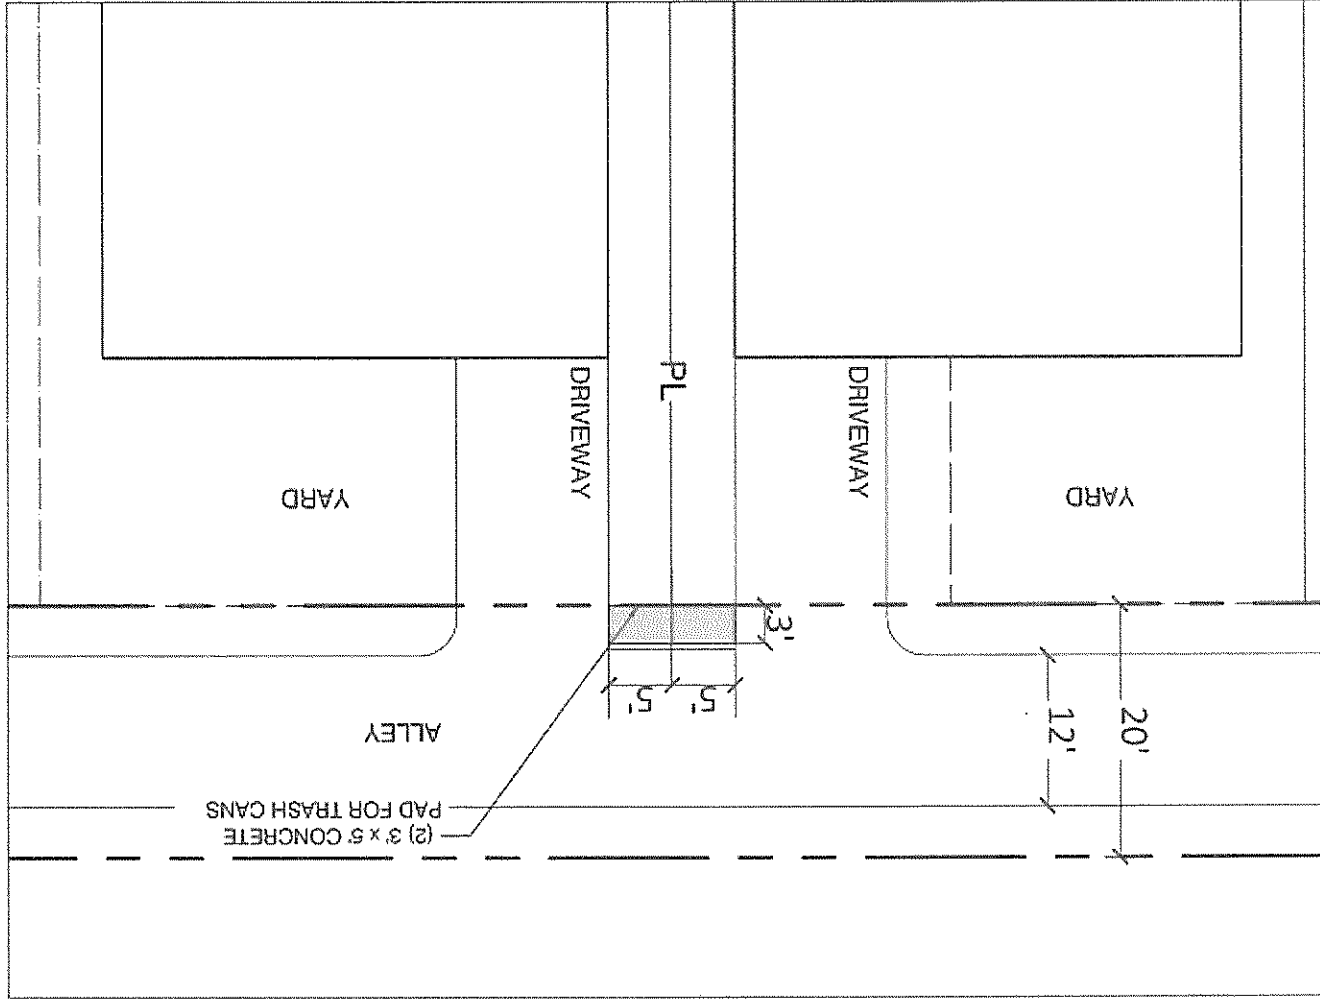 (2) 3' x 5' CONCRETE
PAD FOR TRASH CANS
ALLEY
20'
12'
5'
5'
3'
YARD
YARD
DRIVEWAY
DRIVEWAY
PL